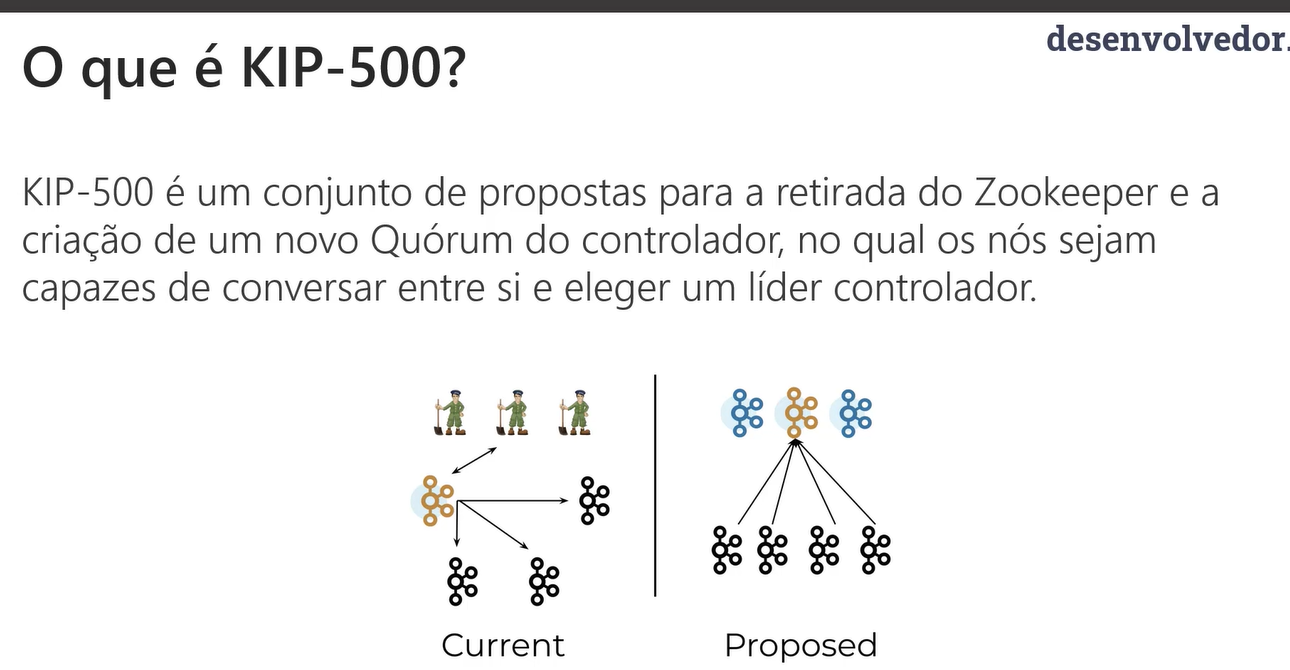 desenvolvedor.
O que é KIP-500?
KIP-500 é um conjunto de propostas para a retirada do Zookeeper e a
criação de um novo Quórum do controlador, no qual os nós sejam
capazes de conversar entre si e eleger um líder controlador.
Current
Proposed